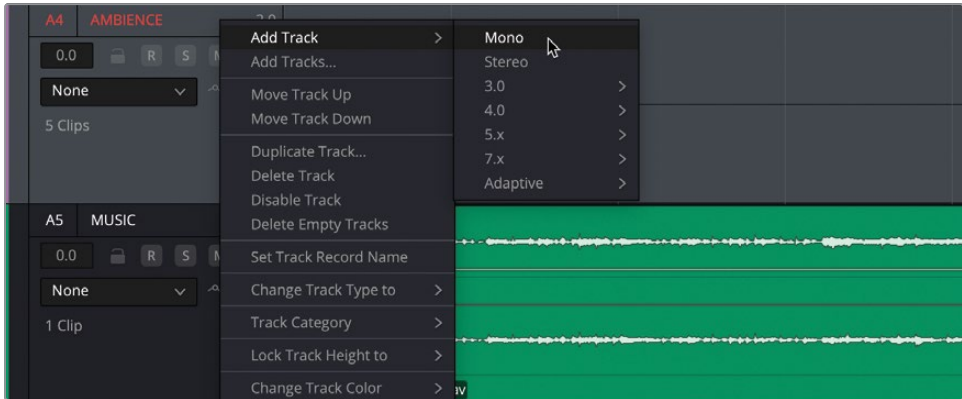 A4 AMBIENCE 2.0
0.0 R S M
None
5 Clips
Add Track >
Add Tracks...
Move Track Up
Move Track Down
Duplicate Track...
Delete Track
Disable Track
Delete Empty Tracks
Set Track Record Name
Change Track Type to >
Track Category >
Lock Track Height to >
Change Track Color >
Mono
Stereo
3.0 >
4.0 >
5.x >
7.x >
Adaptive >
A5 MUSIC
0.0 R S M
None
1 Clip